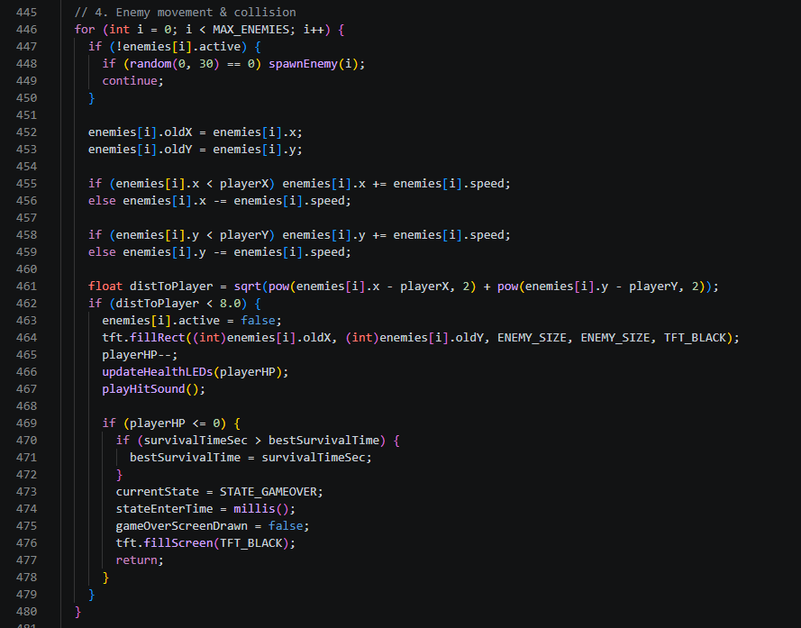 445 // 4. Enemy movement & collision
446 for (int i = 0; i < MAX_ENEMIES; i++) {
447   if (!enemies[i].active) {
448     if (random(0, 30) == 0) spawnEnemy(i);
449     continue;
450   }
451
452   enemies[i].oldX = enemies[i].x;
453   enemies[i].oldY = enemies[i].y;
454
455   if (enemies[i].x < playerX) enemies[i].x += enemies[i].speed;
456   else enemies[i].x -= enemies[i].speed;
457
458   if (enemies[i].y < playerY) enemies[i].y += enemies[i].speed;
459   else enemies[i].y -= enemies[i].speed;
460
461   float distToPlayer = sqrt(pow(enemies[i].x - playerX, 2) + pow(enemies[i].y - playerY, 2));
462   if (distToPlayer < 8.0) {
463     enemies[i].active = false;
464     tft.fillRect((int)enemies[i].oldX, (int)enemies[i].oldY, ENEMY_SIZE, ENEMY_SIZE, TFT_BLACK);
465     playerHP--;
466     updateHealthLEDs(playerHP);
467     playHitSound();
468
469     if (playerHP <= 0) {
470       if (survivalTimeSec > bestSurvivalTime) {
471         bestSurvivalTime = survivalTimeSec;
472       }
473       currentState = STATE_GAMEOVER;
474       stateEnterTime = millis();
475       gameOverScreenDrawn = false;
476       tft.fillScreen(TFT_BLACK);
477       return;
478     }
479   }
480 }
481